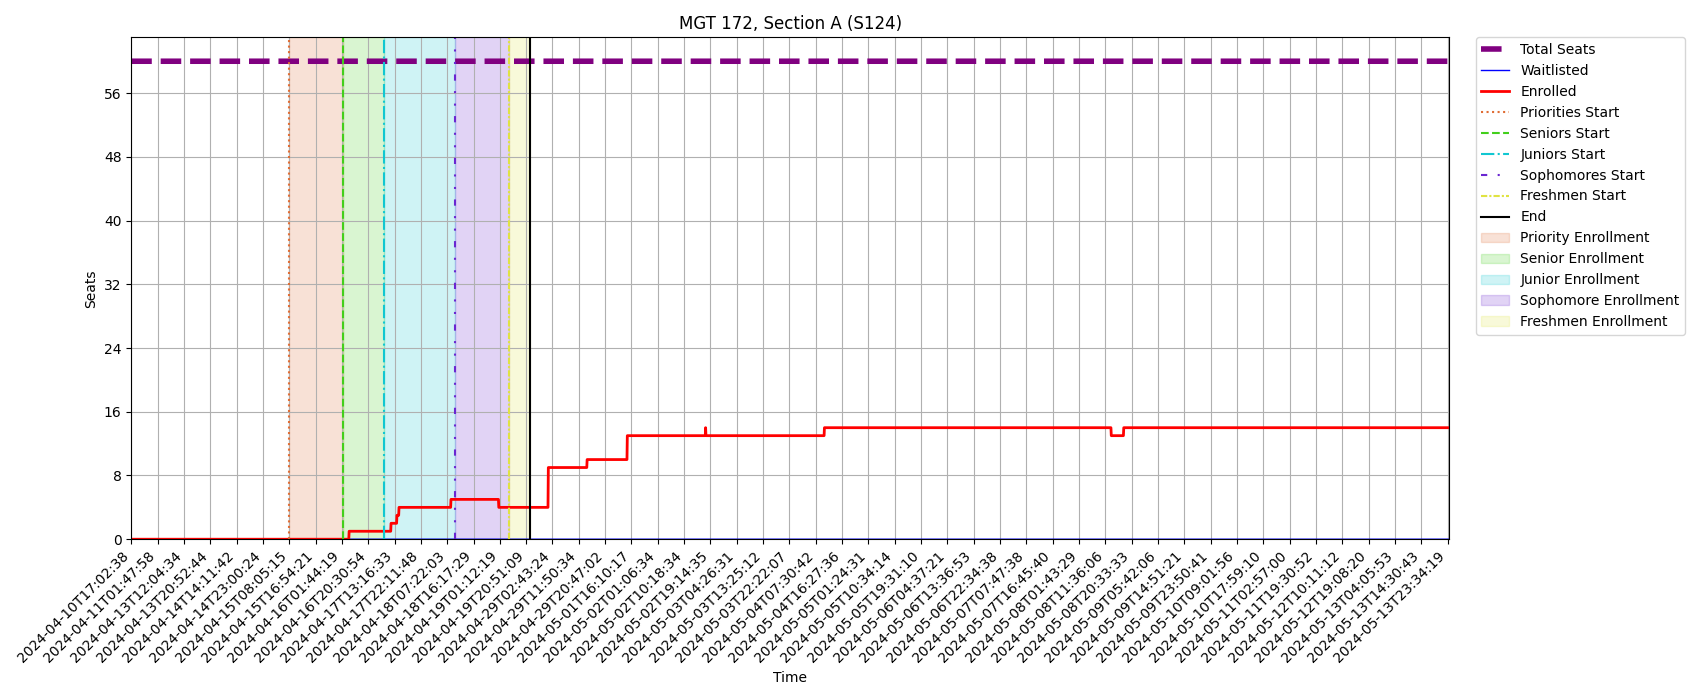 MGT 172, Section A (S124)
Seats
56
48
40
32
24
16
8
0
2024-04-10T17:02:38
2024-04-11T01:47:58
2024-04-13T12:04:34
2024-04-13T20:52:44
2024-04-14T14:11:42
2024-04-14T23:00:24
2024-04-15T08:05:15
2024-04-15T16:54:21
2024-04-16T01:44:19
2024-04-16T20:30:54
2024-04-17T13:16:33
2024-04-17T22:11:48
2024-04-18T07:22:03
2024-04-18T16:17:29
2024-04-19T01:12:19
2024-04-19T20:51:09
2024-04-29T02:43:24
2024-04-29T11:50:34
2024-04-29T20:47:02
2024-05-01T16:10:17
2024-05-02T01:06:34
2024-05-02T10:18:34
2024-05-02T19:14:35
2024-05-03T04:26:31
2024-05-03T13:25:12
2024-05-03T22:22:07
2024-05-04T07:30:42
2024-05-04T16:27:36
2024-05-05T01:24:31
2024-05-05T10:34:14
2024-05-05T19:31:10
2024-05-06T04:37:21
2024-05-06T13:36:53
2024-05-06T22:34:38
2024-05-07T07:47:38
2024-05-07T16:45:40
2024-05-08T01:43:29
2024-05-08T11:36:06
2024-05-08T20:33:33
2024-05-09T05:42:06
2024-05-09T14:51:21
2024-05-09T23:50:41
2024-05-10T09:01:56
2024-05-10T17:59:10
2024-05-11T02:57:00
2024-05-11T19:30:52
2024-05-12T10:11:12
2024-05-12T19:08:20
2024-05-13T04:05:53
2024-05-13T14:30:43
2024-05-13T23:34:19
Time
Total Seats
Waitlisted
Enrolled
Priorities Start
Seniors Start
Juniors Start
Sophomores Start
Freshmen Start
End
Priority Enrollment
Senior Enrollment
Junior Enrollment
Sophomore Enrollment
Freshmen Enrollment